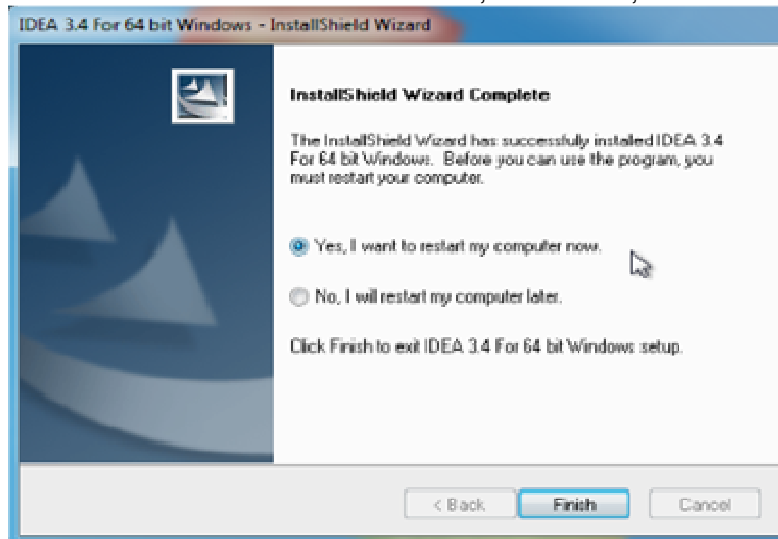 IDEA 3.4 For 64 bit Windows - InstallShield Wizard
InstallShield Wizard Complete
The InstallShield Wizard has successfully installed IDEA 3.4
For 64 bit Windows. Before you can use the program, you
must restart your computer.
Yes, I want to restart my computer now.
No, I will restart my computer later.
Click Finish to exit IDEA 3.4 For 64 bit Windows setup.
< Back
Finish
Cancel